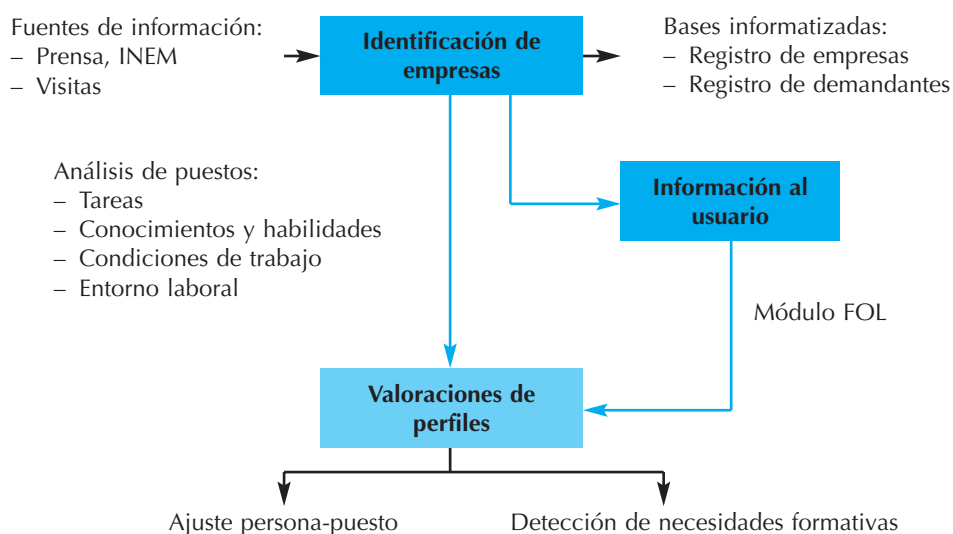 Fuentes de información:
– Prensa, INEM
– Visitas
Identificación de
empresas
Bases informatizadas:
– Registro de empresas
– Registro de demandantes
Análisis de puestos:
– Tareas
– Conocimientos y habilidades
– Condiciones de trabajo
– Entorno laboral
Información al
usuario
Módulo FOL
Valoraciones de
perfiles
Ajuste persona-puesto
Detección de necesidades formativas